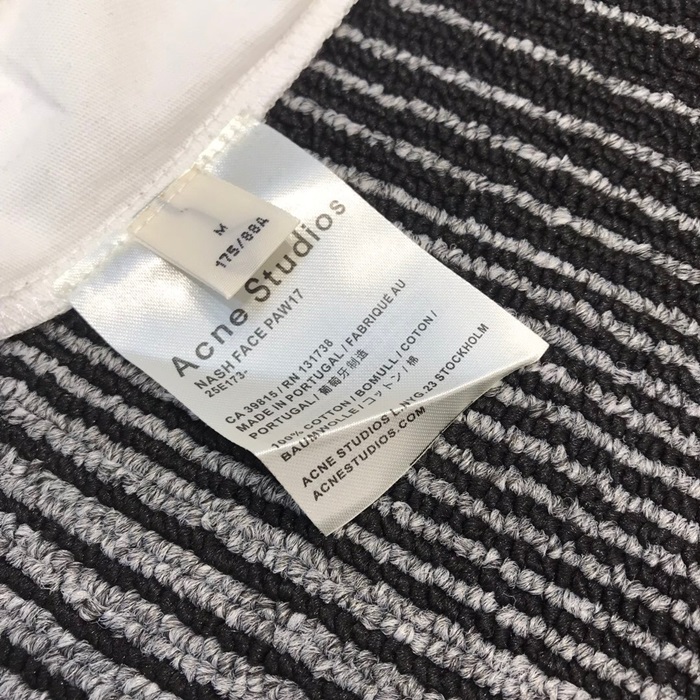 M
175/88A
Acne Studios
NASH FACE PAW17
25E173-
CA 39815 / RN 131736
MADE IN PORTUGAL / FABRIQUE AU
PORTUGAL / 葡萄牙制造
100% COTTON / BOMULL / COTON /
BAUMWOLLE / コットン / 棉
ACNE STUDIOS L. NYG. 23 STOCKHOLM
ACNESTUDIOS.COM